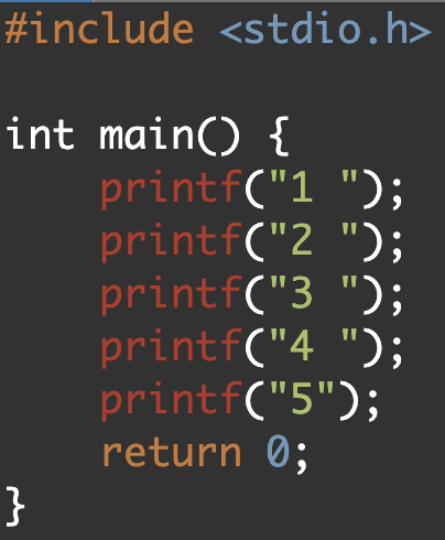 #include <stdio.h>
int main() {
printf("1 ");
printf("2 ");
printf("3 ");
printf("4 ");
printf("5");
return 0;
}